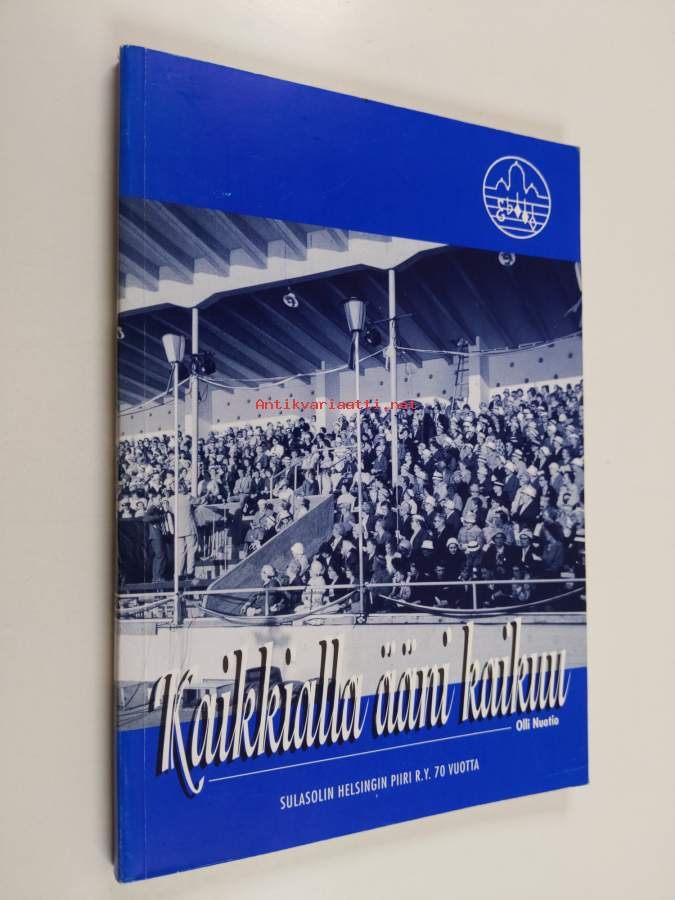 Antikvariaatti.net
Kaikkialla ääni kaikuu
Olli Nuotio
SULASOLIN HELSINGIN PIIRI R.Y. 70 VUOTTA